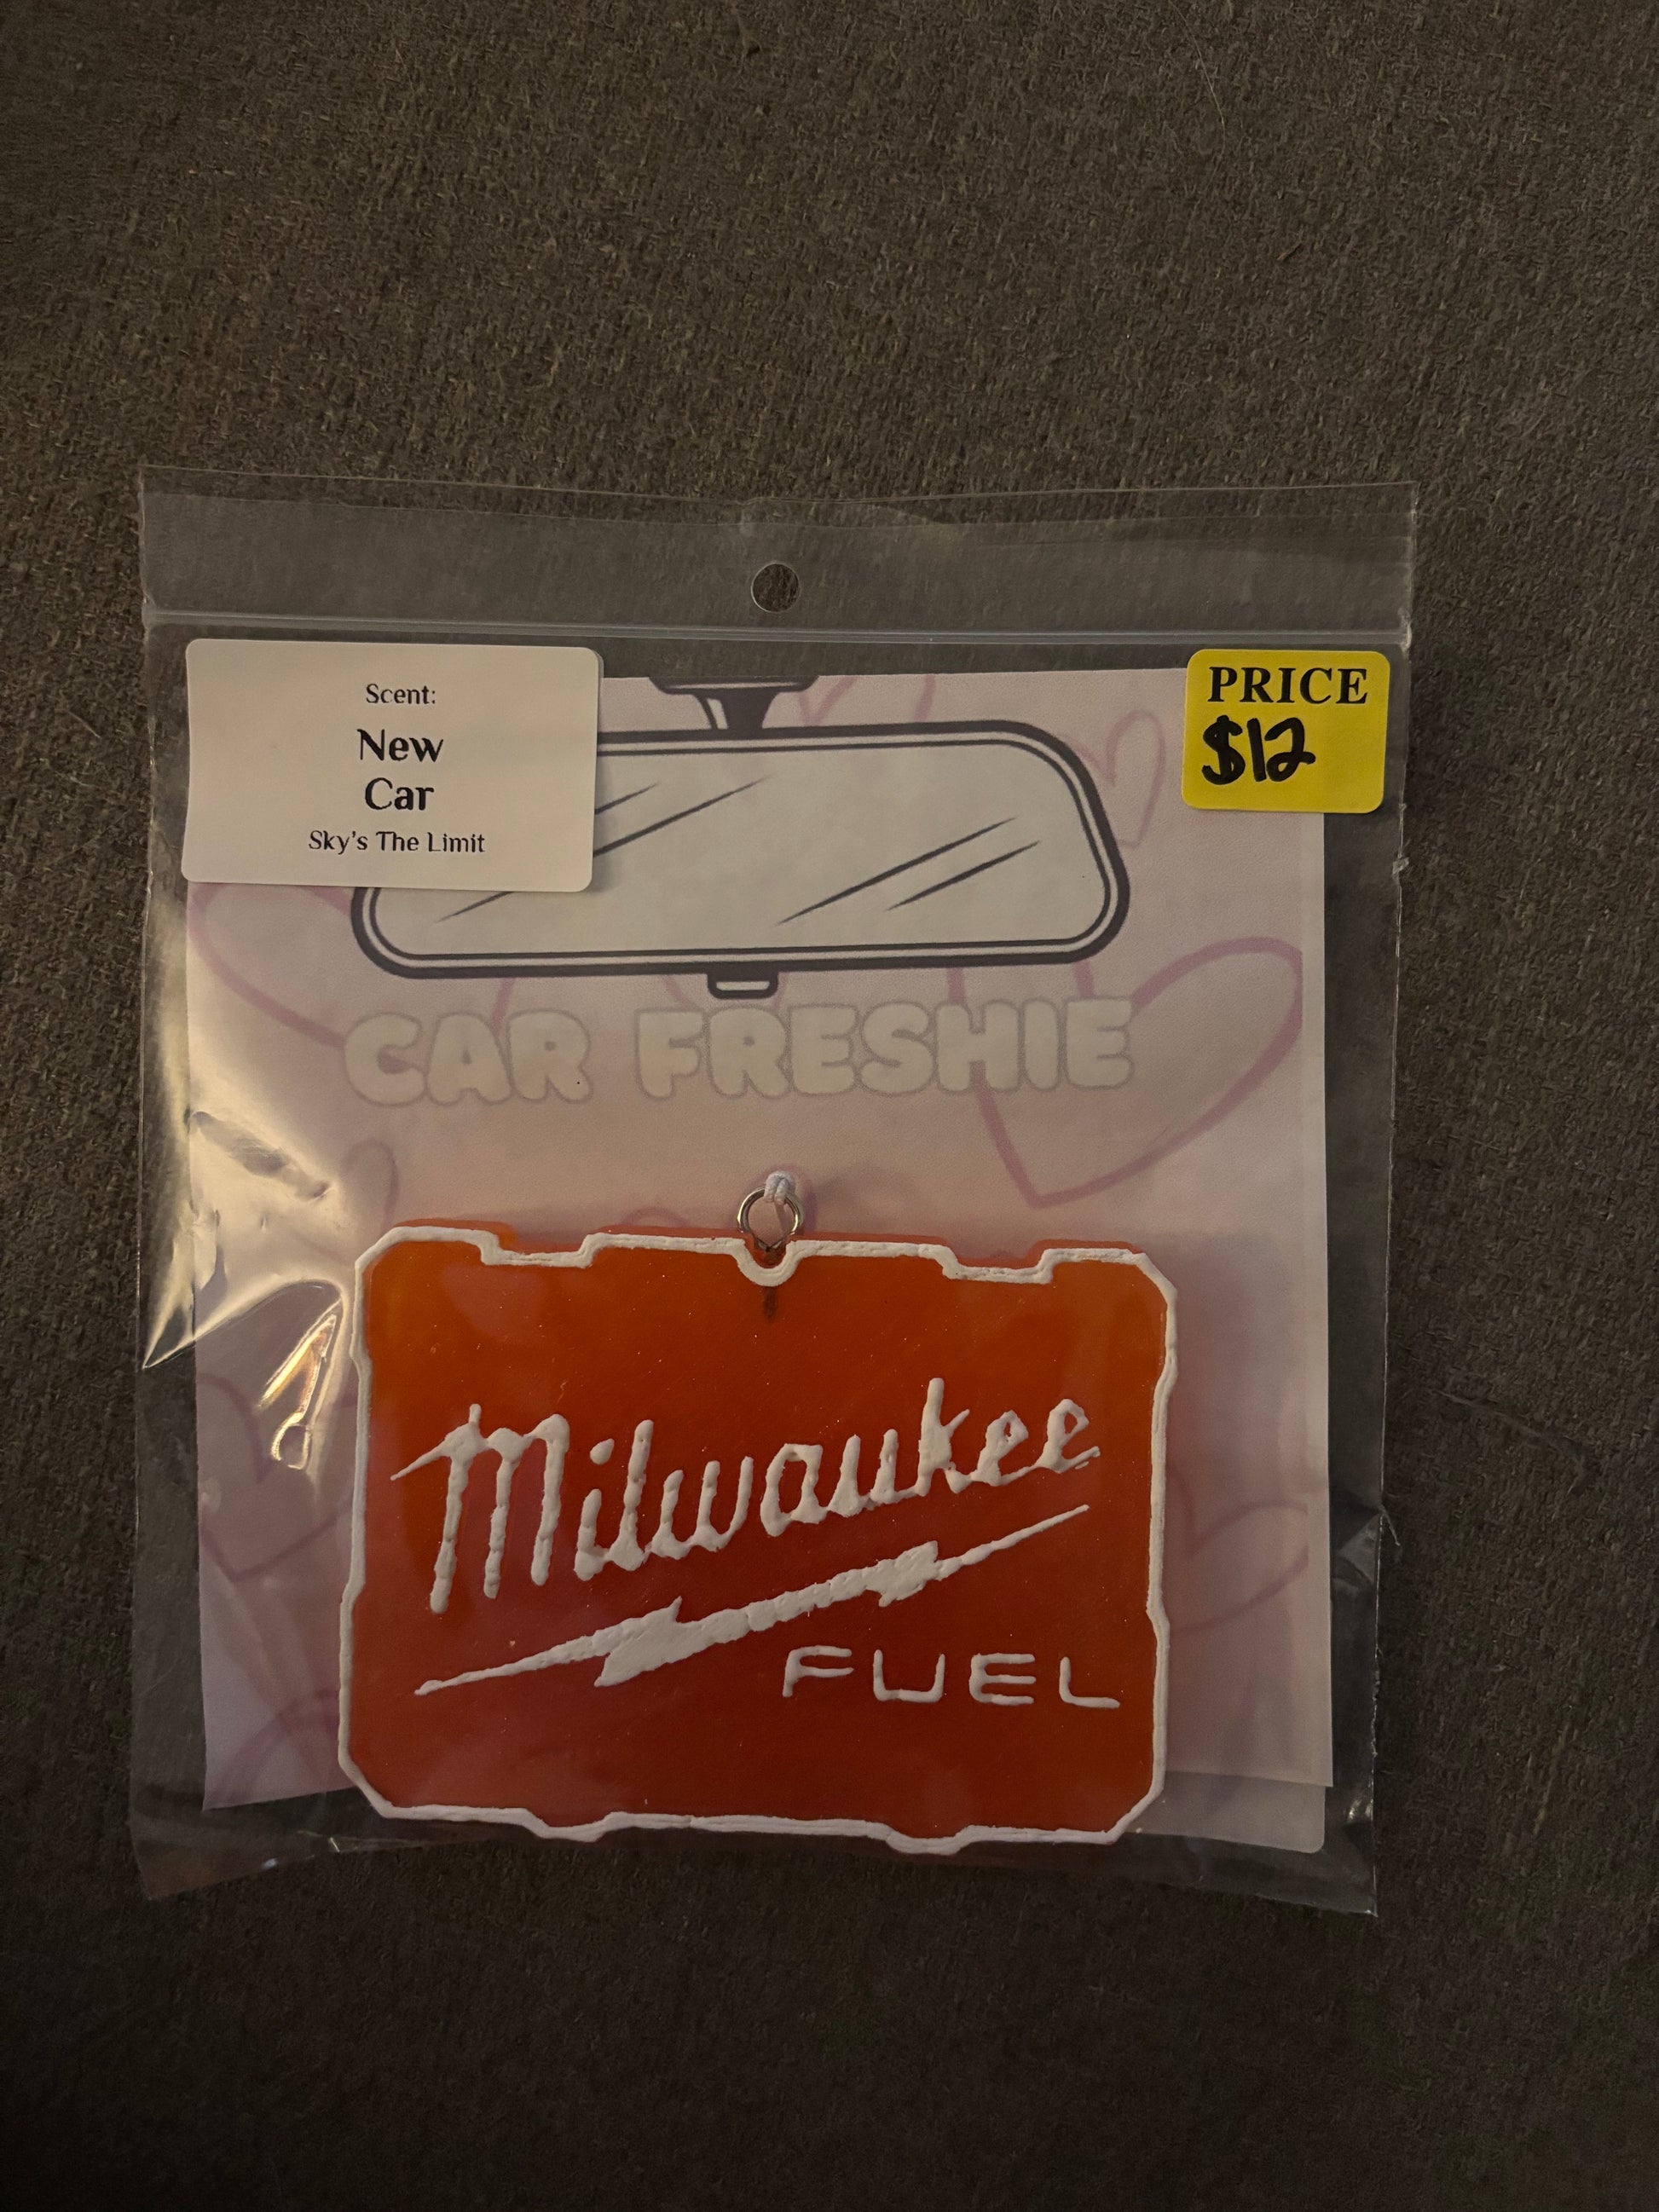 Scent:
New
Car
Sky's The Limit
PRICE
$12
CAR FRESHIE
Milwaukee
FUEL